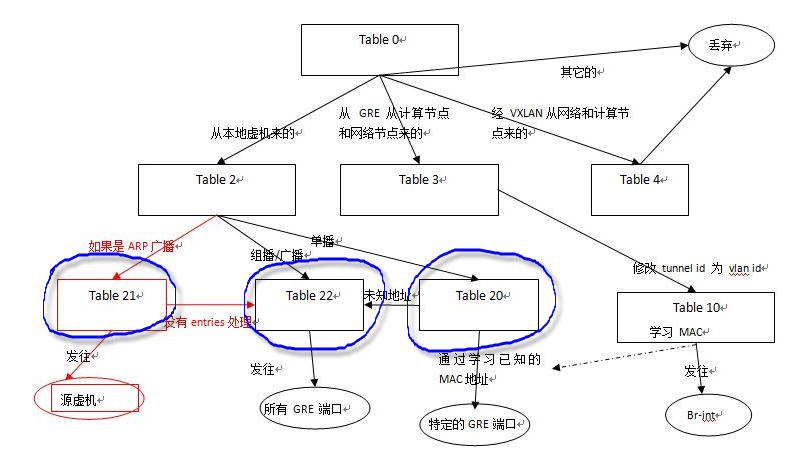 Table 0
丢弃
其它的
从本地虚机来的
从 GRE 从计算节点
和网络节点来的
经 VXLAN 从网络和计算节
点来的
Table 2
Table 3
Table 4
如果是 ARP 广播
组播/广播
单播
修改 tunnel id 为 vlan id
Table 21
没有 entries 处理
Table 22
未知地址
Table 20
Table 10
学习 MAC
发往
发往
通过学习已知的
MAC 地址
发往
源虚机
所有 GRE 端口
特定的 GRE 端口
Br-int